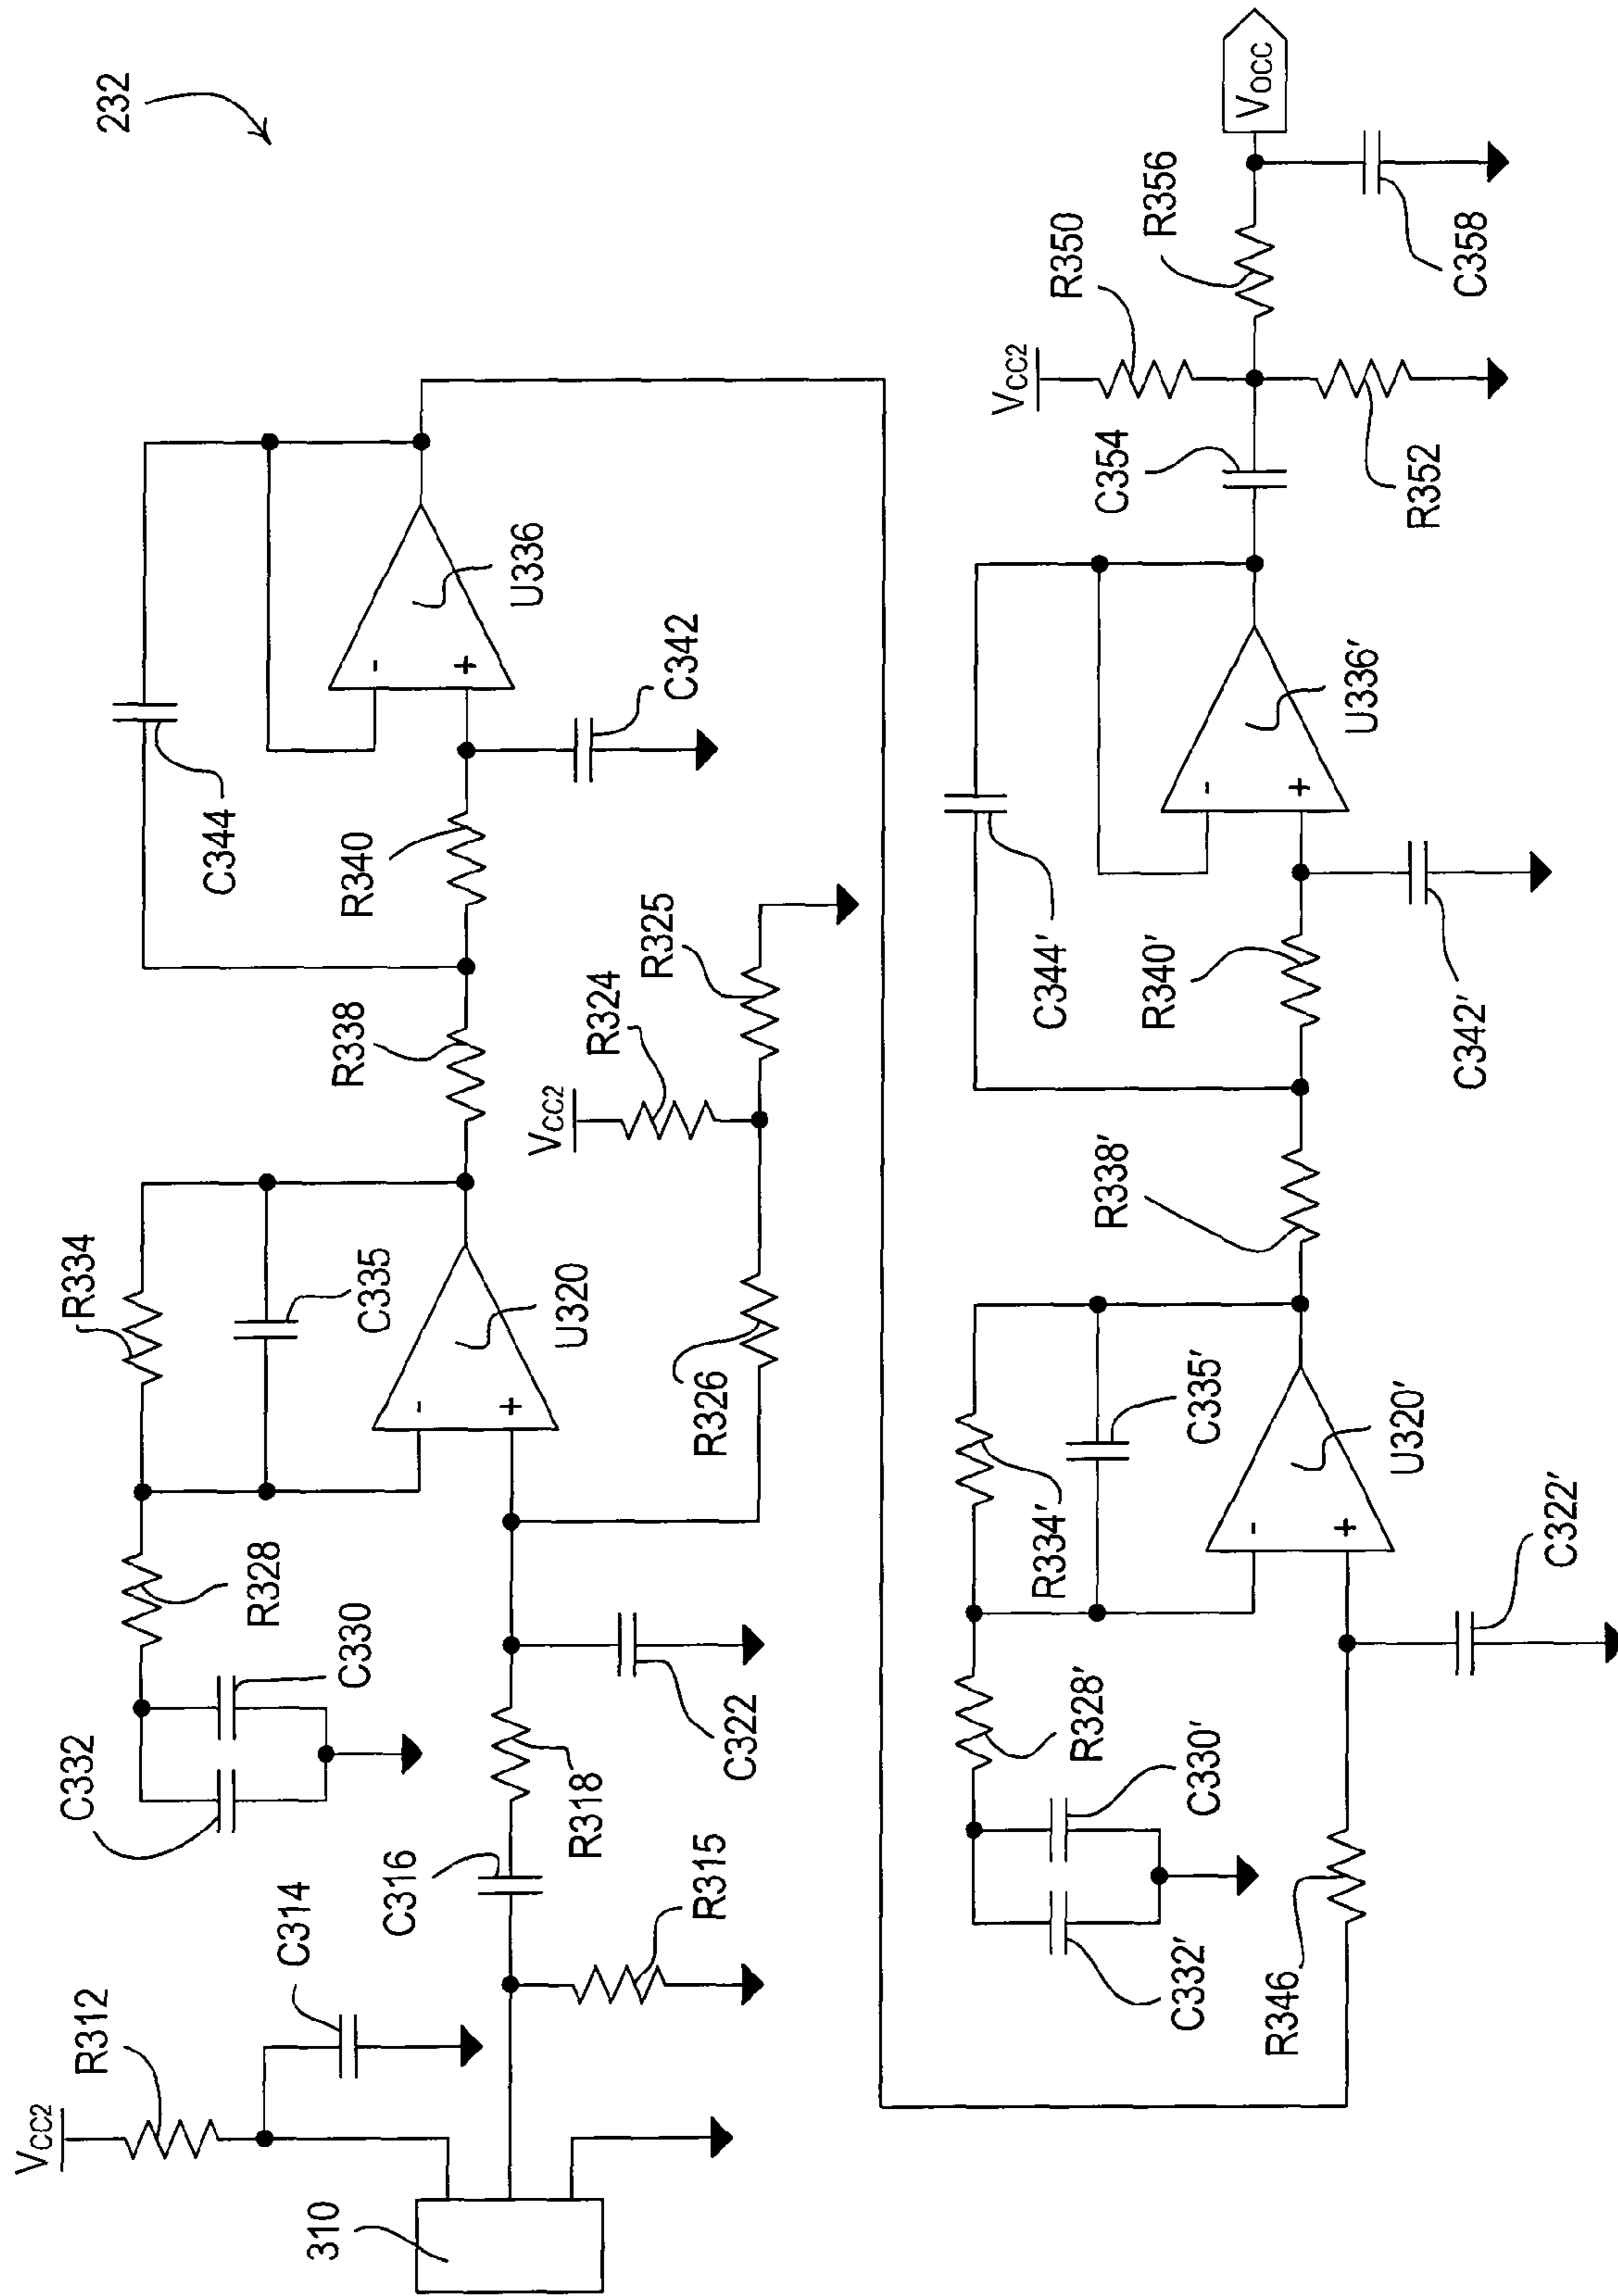 232
VCC2
R312
C314
310
C316
R315
R318
C322
C332
C330
R328
R334
C335
U320
R326
VCC2
R324
R325
R338
R340
C344
C342
U336
R346
C322'
C332'
C330'
R328'
R334'
C335'
U320'
R338'
R340'
C344'
C342'
U336'
C354
VCC2
R350
R352
R356
C358
VOCC
-
+
-
+
-
+
-
+